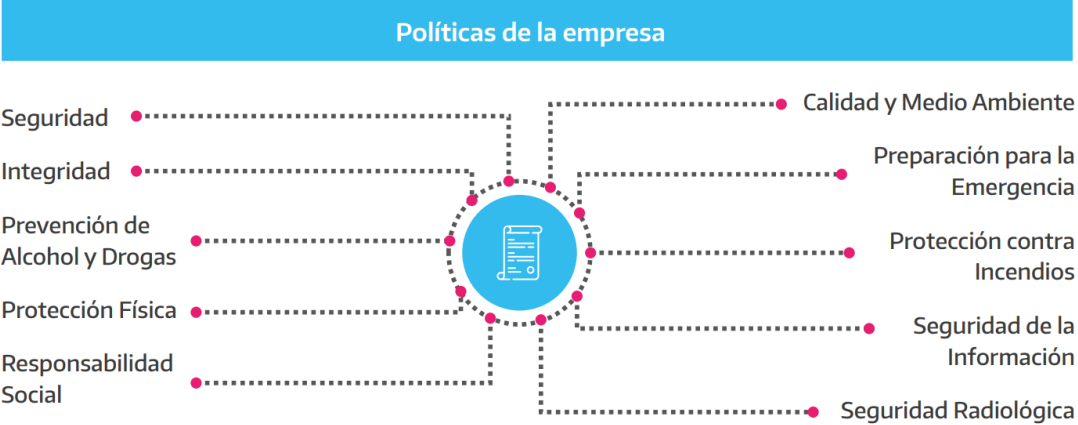 Políticas de la empresa
Seguridad
Integridad
Prevención de
Alcohol y Drogas
Protección Física
Responsabilidad
Social
Calidad y Medio Ambiente
Preparación para la
Emergencia
Protección contra
Incendios
Seguridad de la
Información
Seguridad Radiológica